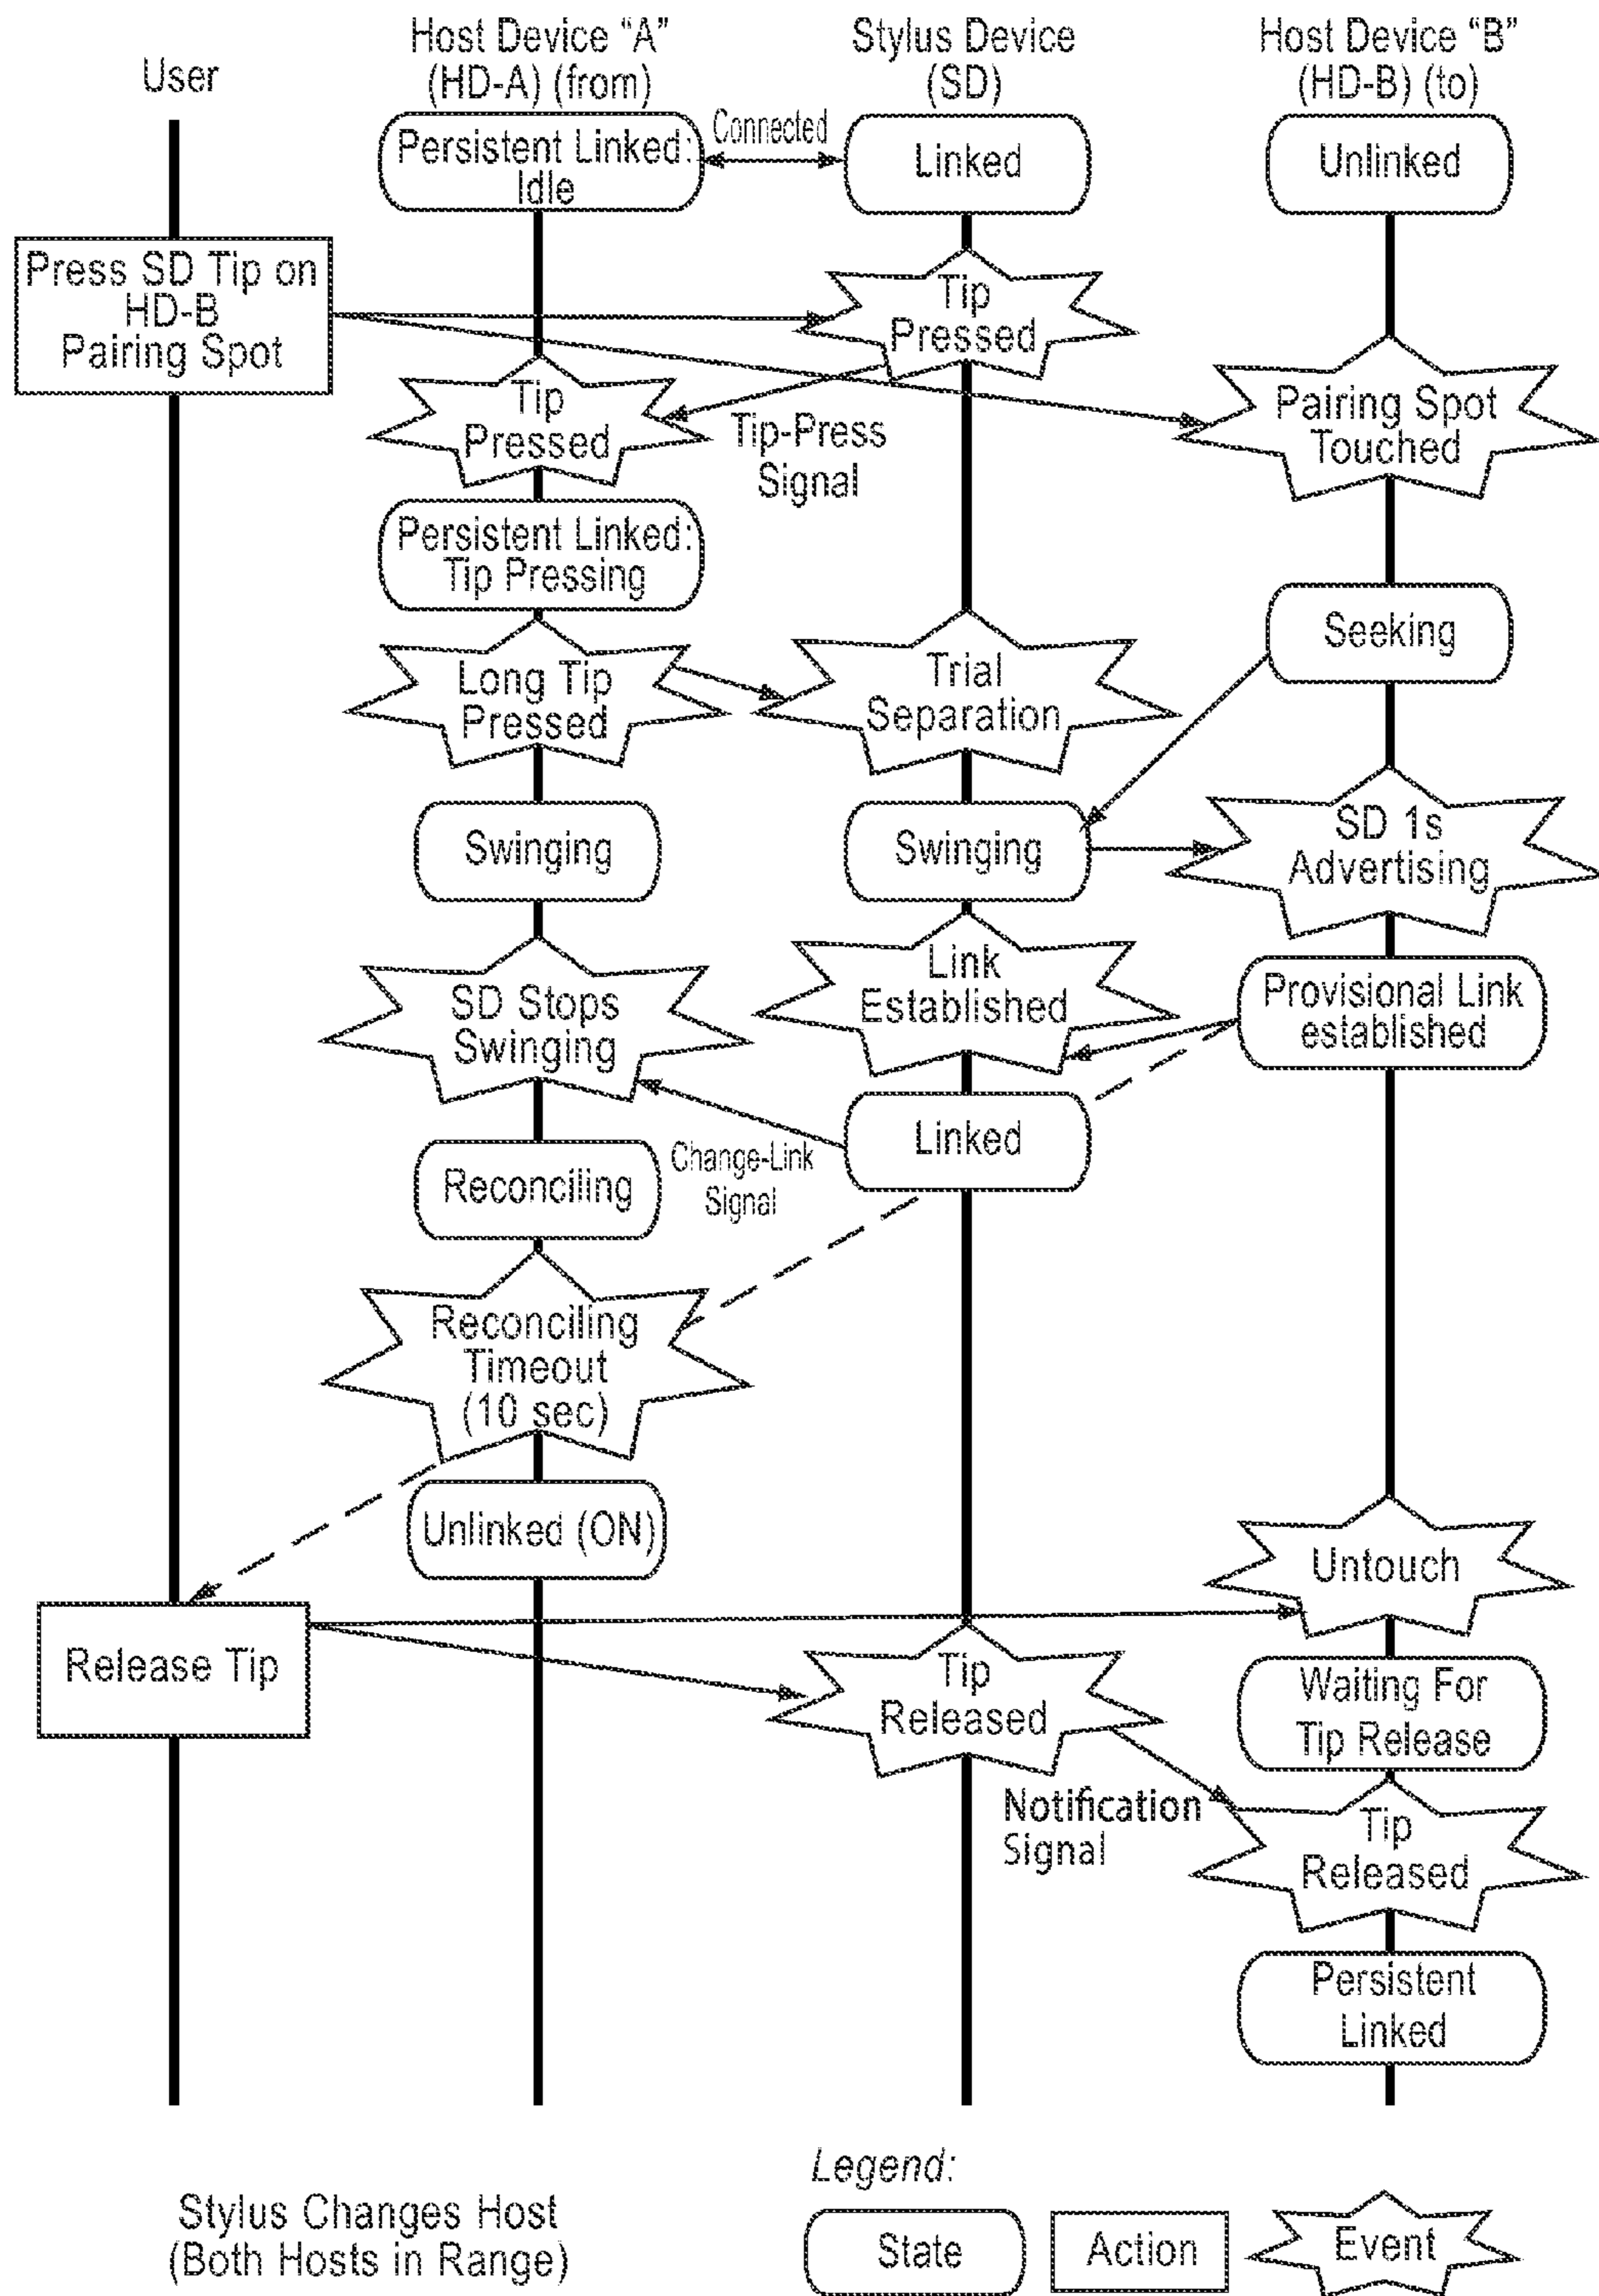 User
Host Device “A”
(HD-A) (from)
Stylus Device
(SD)
Host Device “B”
(HD-B) (to)
Persistent Linked:
Idle
Connected
Linked
Unlinked
Press SD Tip on
HD-B
Pairing Spot
Tip
Pressed
Tip
Pressed
Tip-Press
Signal
Pairing Spot
Touched
Persistent Linked:
Tip Pressing
Seeking
Long Tip
Pressed
Trial
Separation
Swinging
Swinging
SD 1s
Advertising
SD Stops
Swinging
Link
Established
Provisional Link
established
Linked
Change-Link
Signal
Reconciling
Reconciling
Timeout
(10 sec)
Unlinked (ON)
Untouch
Release Tip
Tip
Released
Waiting For
Tip Release
Notification
Signal
Tip
Released
Persistent
Linked
Stylus Changes Host
(Both Hosts in Range)
Legend:
State
Action
Event